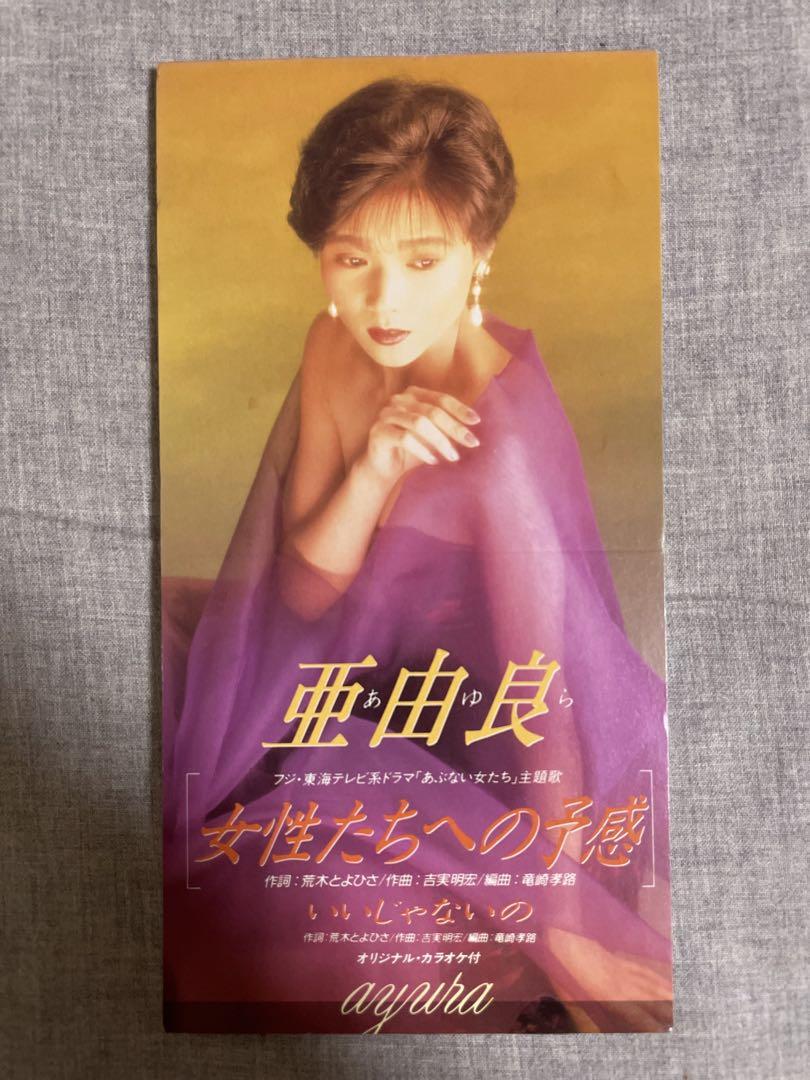 亜由良
あゆら
フジ・東海テレビ系ドラマ「あぶない女たち」主題歌
女性たちへの予感
作詞:荒木とよひさ/作曲:吉実明宏/編曲:竜崎孝路
いいじゃないの
作詞:荒木とよひさ/作曲:吉実明宏/編曲:竜崎孝路
オリジナル・カラオケ付
ayura